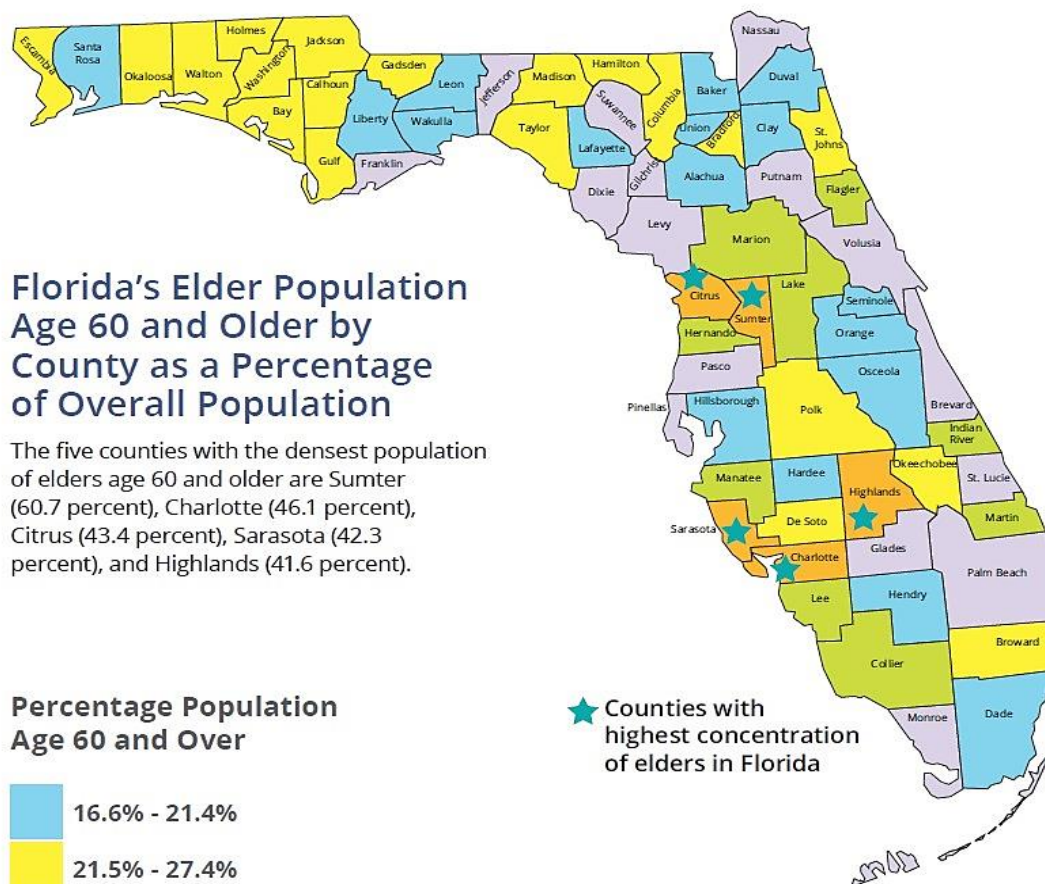 Nassau
Escambia
Santa
Rosa
Okaloosa
Walton
Holmes
Washington
Jackson
Bay
Calhoun
Gulf
Gadsden
Liberty
Franklin
Leon
Wakulla
Jefferson
Madison
Taylor
Hamilton
Suwannee
Lafayette
Dixie
Columbia
Gilchrist
Levy
Baker
Union
Bradford
Alachua
Duval
Clay
Putnam
St.
Johns
Flagler
Marion
Volusia
Citrus
Sumter
Lake
Hernando
Seminole
Orange
Pasco
Osceola
Pinellas
Hillsborough
Polk
Brevard
Indian
River
Manatee
Hardee
Highlands
Okeechobee
St. Lucie
Sarasota
De Soto
Martin
Charlotte
Glades
Palm Beach
Lee
Hendry
Collier
Broward
Monroe
Dade
Florida's Elder Population
Age 60 and Older by
County as a Percentage
of Overall Population
The five counties with the densest population
of elders age 60 and older are Sumter
(60.7 percent), Charlotte (46.1 percent),
Citrus (43.4 percent), Sarasota (42.3
percent), and Highlands (41.6 percent).
Percentage Population
Age 60 and Over
16.6% - 21.4%
21.5% - 27.4%
Counties with
highest concentration
of elders in Florida